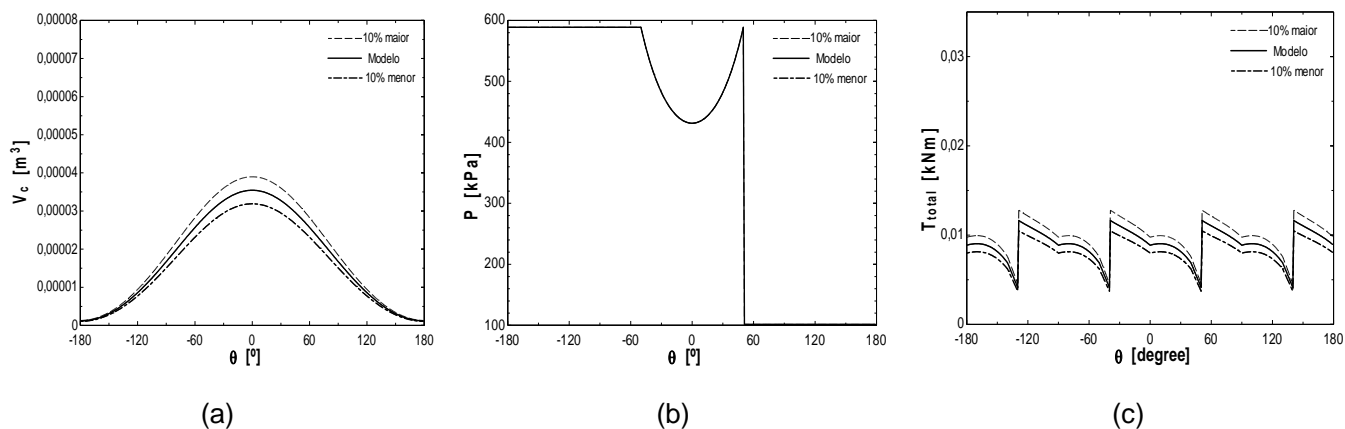 0,00008
0,00007
0,00006
0,00005
0,00004
0,00003
0,00002
0,00001
0
V c [m³]
10% maior
Modelo
10% menor
-180 -120 -60 0 60 120 180
θ [º]
(a)
600
500
400
300
200
100
P [kPa]
10% maior
Modelo
10% menor
-180 -120 -60 0 60 120 180
θ [º]
(b)
0,03
0,02
0,01
0
T total [kNm]
10% maior
Modelo
10% menor
-180 -120 -60 0 60 120 180
θ [degree]
(c)